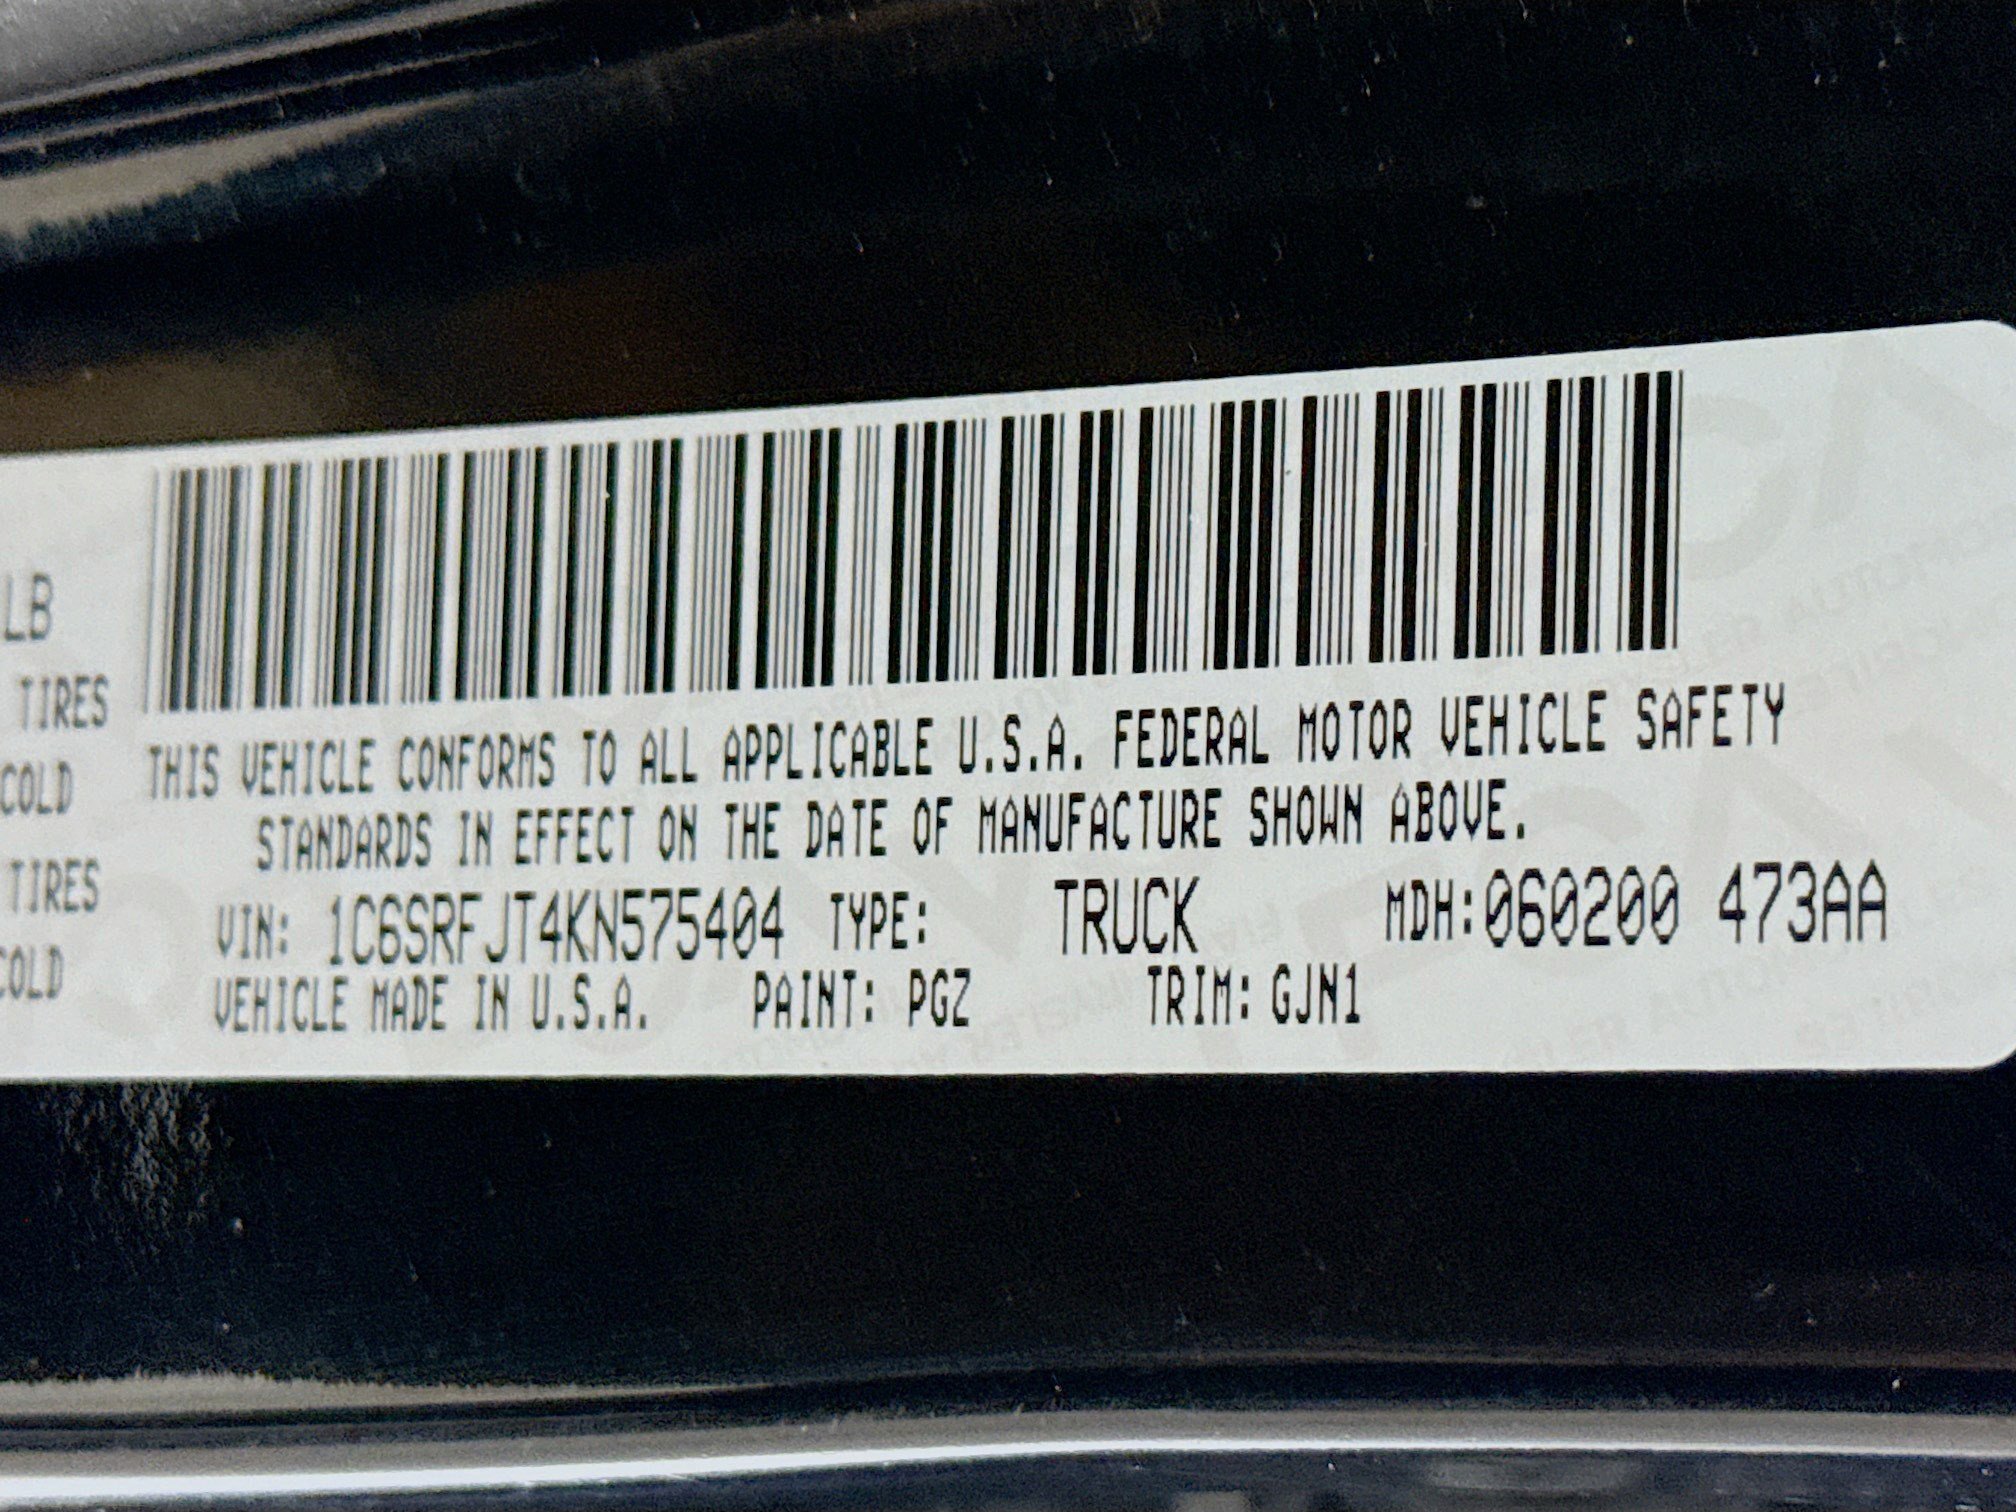 LB
TIRES
COLD
TIRES
COLD
THIS VEHICLE CONFORMS TO ALL APPLICABLE U.S.A. FEDERAL MOTOR VEHICLE SAFETY
STANDARDS IN EFFECT ON THE DATE OF MANUFACTURE SHOWN ABOVE.
VIN: 1C6SRFJT4KN575404 TYPE: TRUCK MDH:060200 473AA
VEHICLE MADE IN U.S.A. PAINT: PGZ TRIM: GJN1